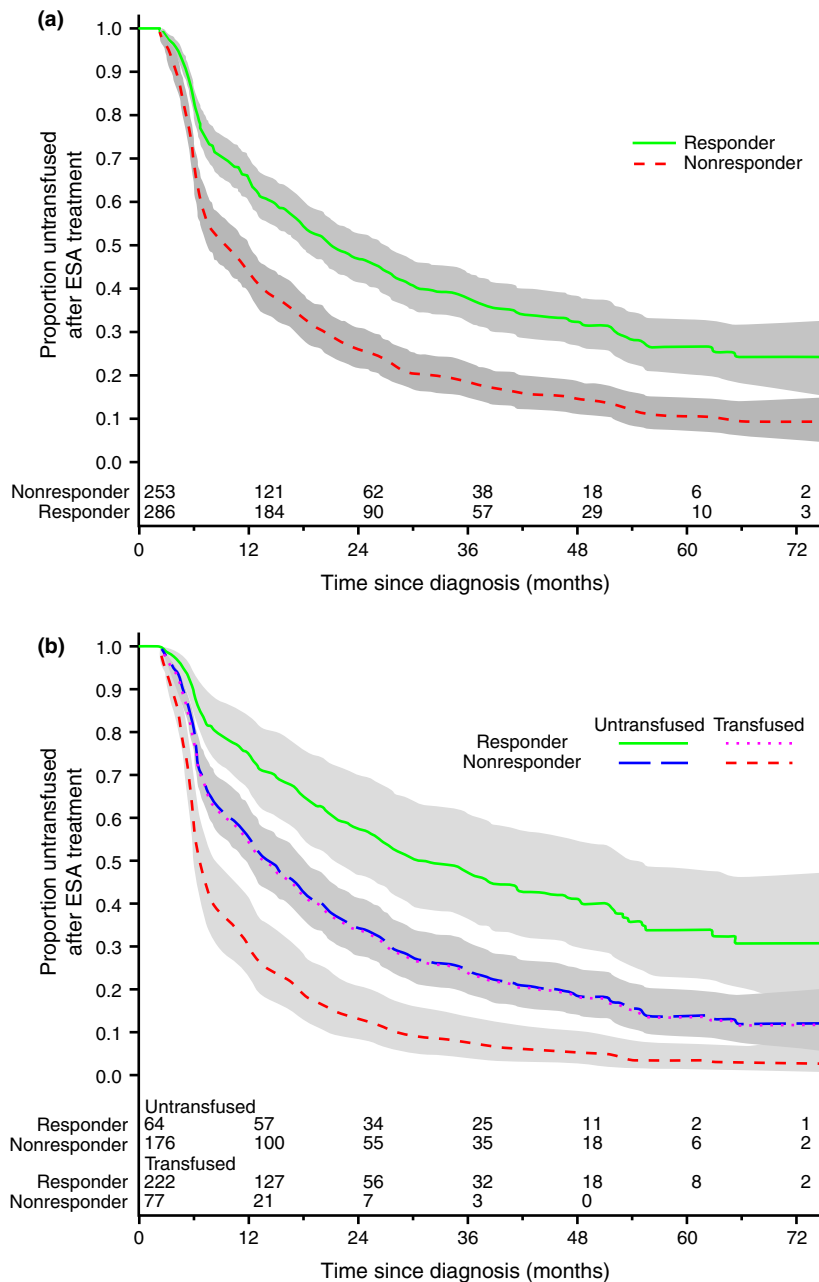 (a)
1.0
0.9
0.8
0.7
0.6
0.5
0.4
0.3
0.2
0.1
0.0
Proportion untransfused
after ESA treatment
Responder
Nonresponder
Nonresponder 253 121 62 38 18 6 2
Responder 286 184 90 57 29 10 3
0 12 24 36 48 60 72
Time since diagnosis (months)
(b)
1.0
0.9
0.8
0.7
0.6
0.5
0.4
0.3
0.2
0.1
0.0
Proportion untransfused
after ESA treatment
Untransfused Transfused
Responder
Nonresponder
Untransfused
Responder 64 57 34 25 11 2 1
Nonresponder 176 100 55 35 18 6 2
Transfused
Responder 222 127 56 32 18 8 2
Nonresponder 77 21 7 3 0
0 12 24 36 48 60 72
Time since diagnosis (months)